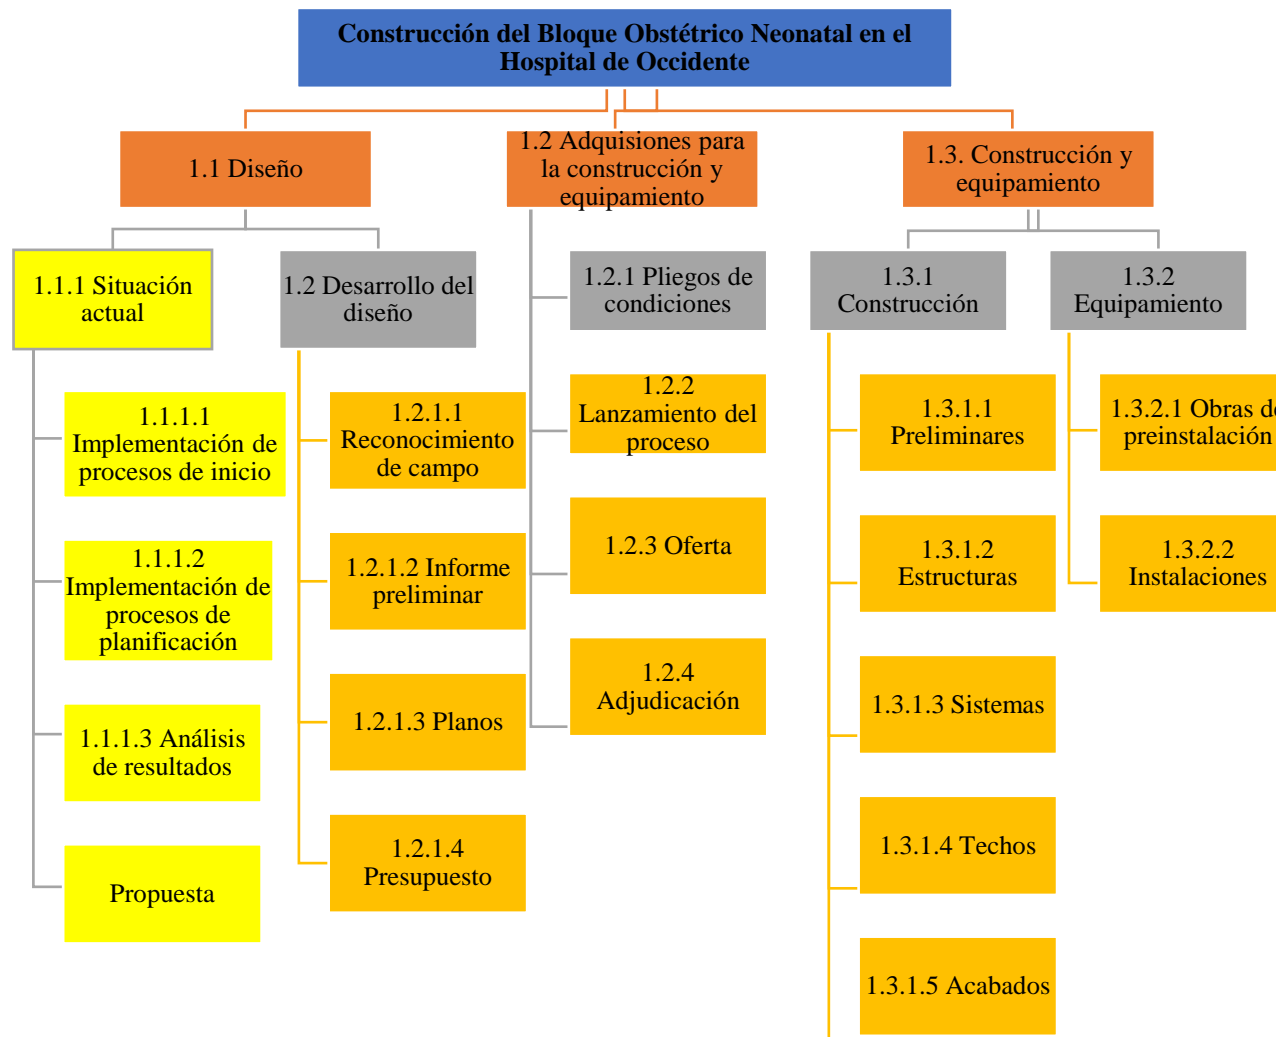 Construcción del Bloque Obstétrico Neonatal en el
Hospital de Occidente
1.1 Diseño
1.2 Adquisiones para
la construcción y
equipamiento
1.3. Construcción y
equipamiento
1.1.1 Situación
actual
1.2 Desarrollo del
diseño
1.2.1 Pliegos de
condiciones
1.3.1
Construcción
1.3.2
Equipamiento
1.1.1.1
Implementación de
procesos de inicio
1.2.1.1
Reconocimiento
de campo
1.2.2
Lanzamiento del
proceso
1.3.1.1
Preliminares
1.3.2.1 Obras de
preinstalación
1.1.1.2
Implementación de
procesos de
planificación
1.2.1.2 Informe
preliminar
1.2.3 Oferta
1.3.1.2
Estructuras
1.3.2.2
Instalaciones
1.1.1.3 Análisis
de resultados
1.2.1.3 Planos
1.2.4
Adjudicación
1.3.1.3 Sistemas
Propuesta
1.2.1.4
Presupuesto
1.3.1.4 Techos
1.3.1.5 Acabados